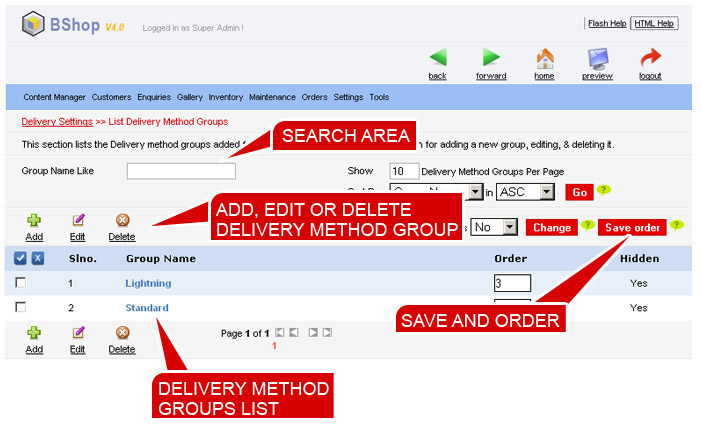 BShop V4.0
Logged in as Super Admin !
Flash Help HTML Help
back forward home preview logout
Content Manager Customers Enquiries Gallery Inventory Maintenance Orders Settings Tools
Delivery Settings >> List Delivery Method Groups
SEARCH AREA
This section lists the Delivery method groups added for adding a new group, editing, & deleting it.
Group Name Like
Show 10 Delivery Method Groups Per Page
in ASC Go ?
ADD, EDIT OR DELETE
DELIVERY METHOD GROUP
No Change ? Save order ?
Add Edit Delete
X Slno. Group Name Order Hidden
1 Lightning 3 Yes
2 Standard Yes
SAVE AND ORDER
Add Edit Delete
Page 1 of 1
1
DELIVERY METHOD
GROUPS LIST